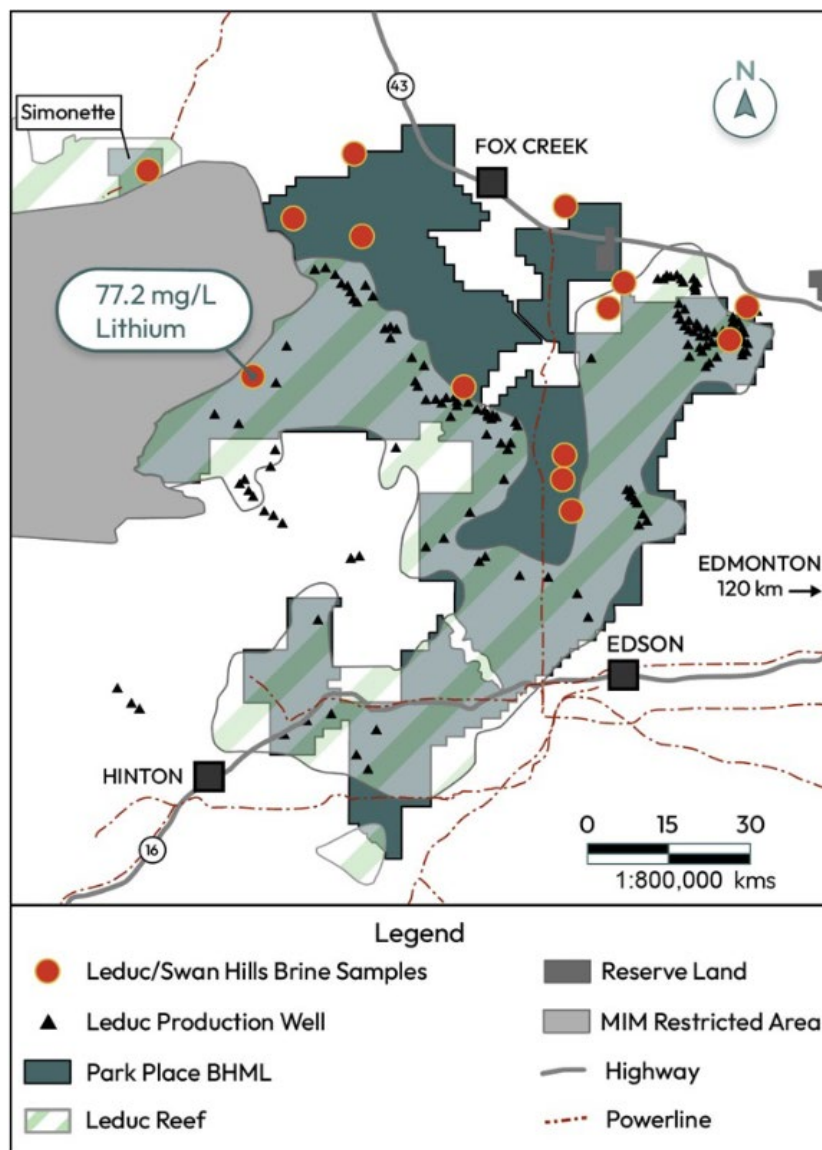 N
43
Simonette
FOX CREEK
77.2 mg/L
Lithium
EDMONTON
120 km
EDSON
HINTON
0 15 30
1:800,000 kms
16
Legend
Leduc/Swan Hills Brine Samples
Reserve Land
Leduc Production Well
MIM Restricted Area
Park Place BHML
Highway
Leduc Reef
Powerline